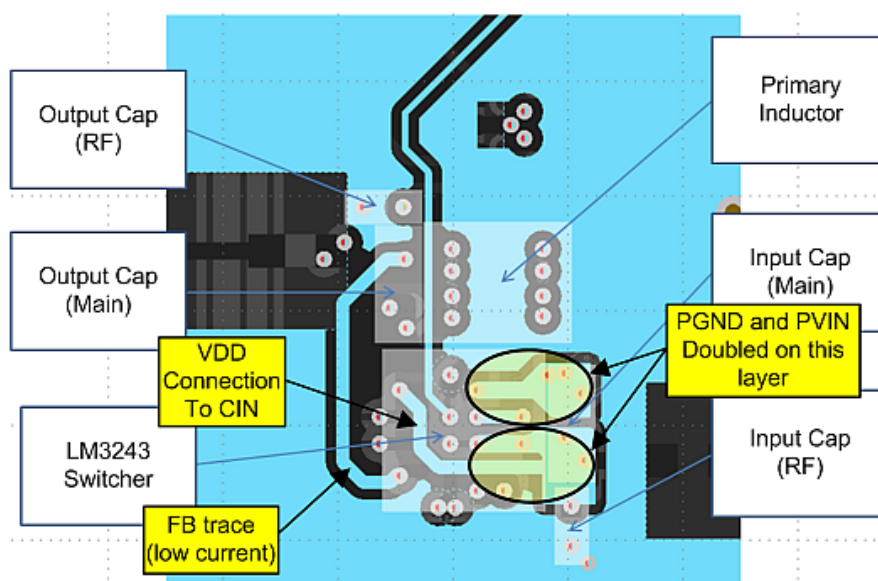 Output Cap
(RF)
Output Cap
(Main)
VDD
Connection
To CIN
LM3243
Switcher
FB trace
(low current)
Primary
Inductor
Input Cap
(Main)
PGND and PVIN
Doubled on this
layer
Input Cap
(RF)